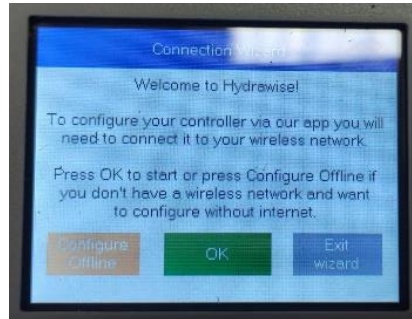 Connection Wizard
Welcome to Hydrawise!
To configure your controller via our app you will
need to connect it to your wireless network.
Press OK to start or press Configure Offline if
you don't have a wireless network and want
to configure without internet.
Configure
Offline
OK
Exit
wizard